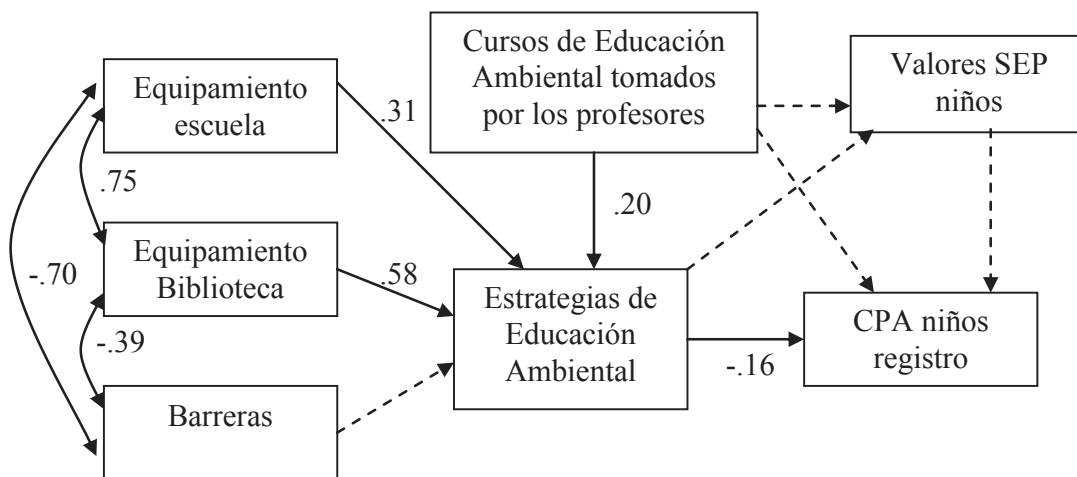 Equipamiento
escuela
Cursos de Educación
Ambiental tomados
por los profesores
Valores SEP
niños
.31
.75
.20
Equipamiento
Biblioteca
-.70
.58
-.39
Estrategias de
Educación
Ambiental
CPA niños
registro
-.16
Barreras